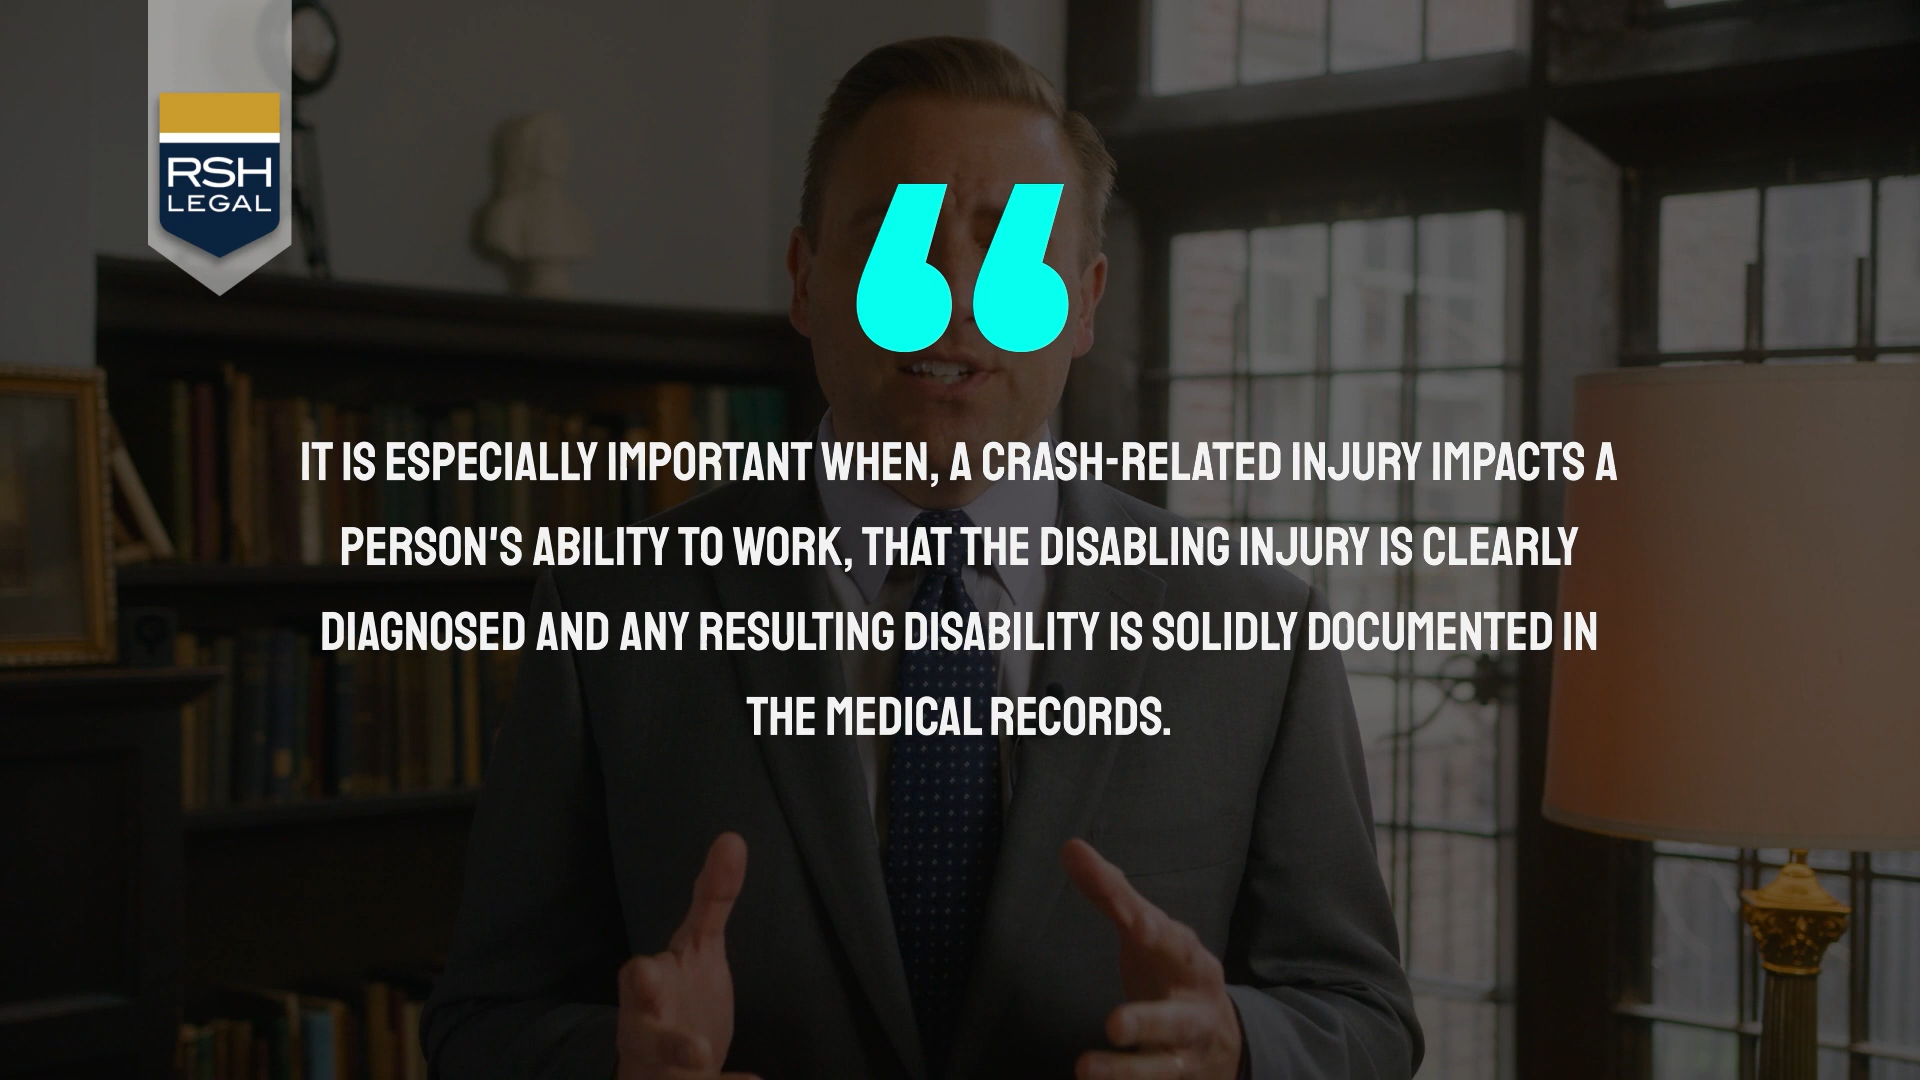 RSH
LEGAL
IT IS ESPECIALLY IMPORTANT WHEN, A CRASH-RELATED INJURY IMPACTS A
PERSON'S ABILITY TO WORK, THAT THE DISABLING INJURY IS CLEARLY
DIAGNOSED AND ANY RESULTING DISABILITY IS SOLIDLY DOCUMENTED IN
THE MEDICAL RECORDS.